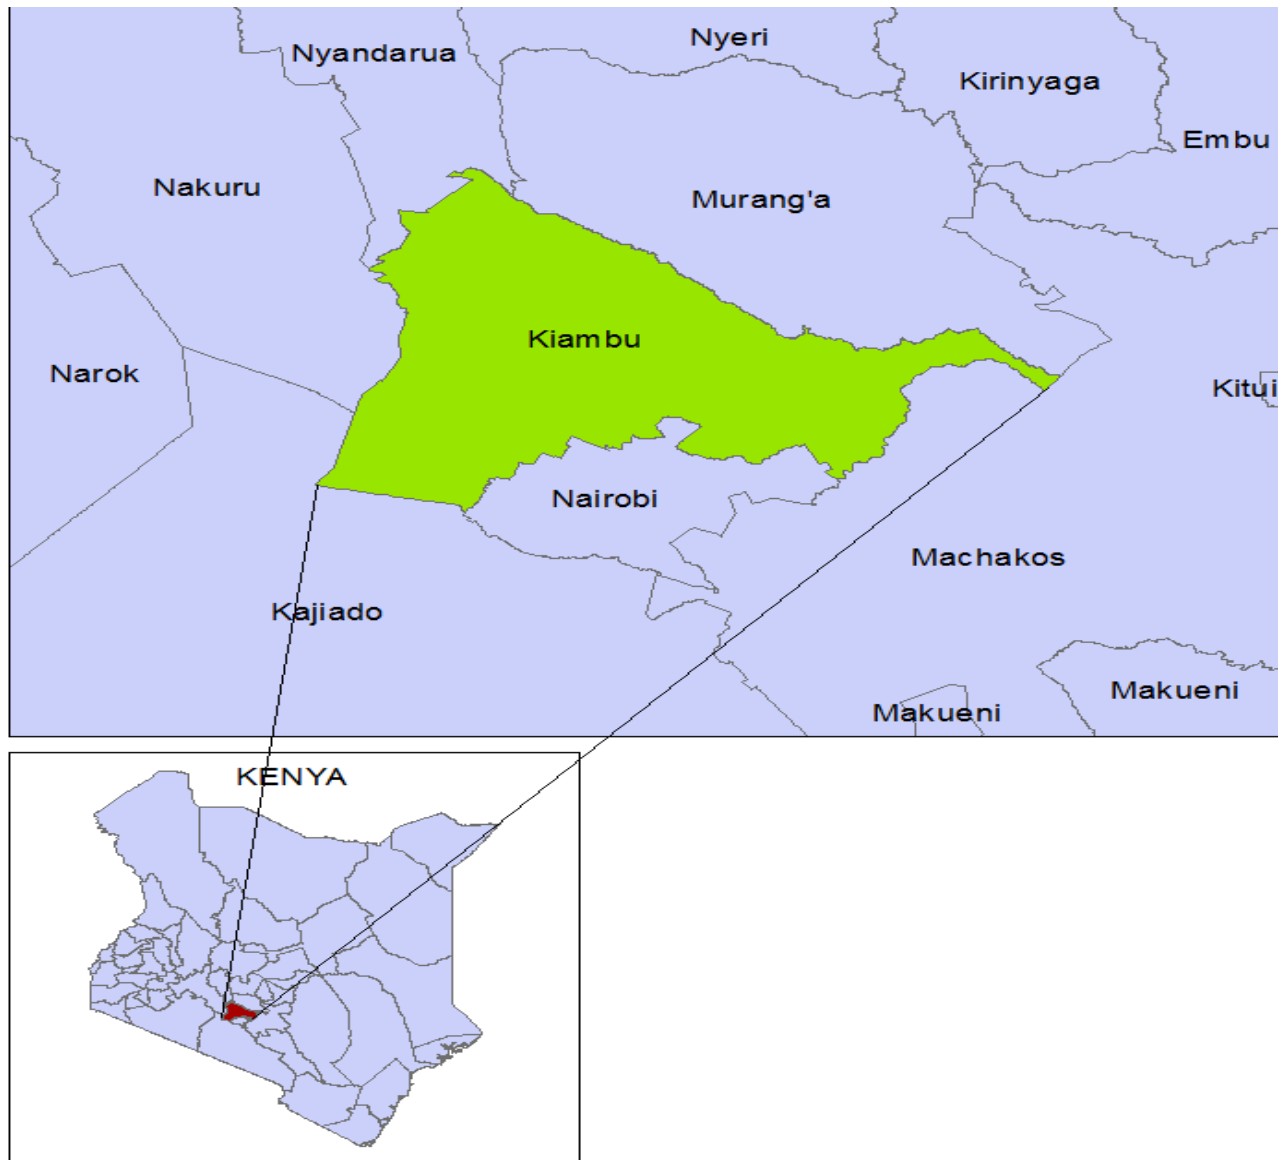 Nyeri
Nyandarua
Kirinyaga
Embu
Nakuru
Murang'a
Kiambu
Narok
Kitui
Nairobi
Machakos
Kajiado
Makueni
Makueni
KENYA